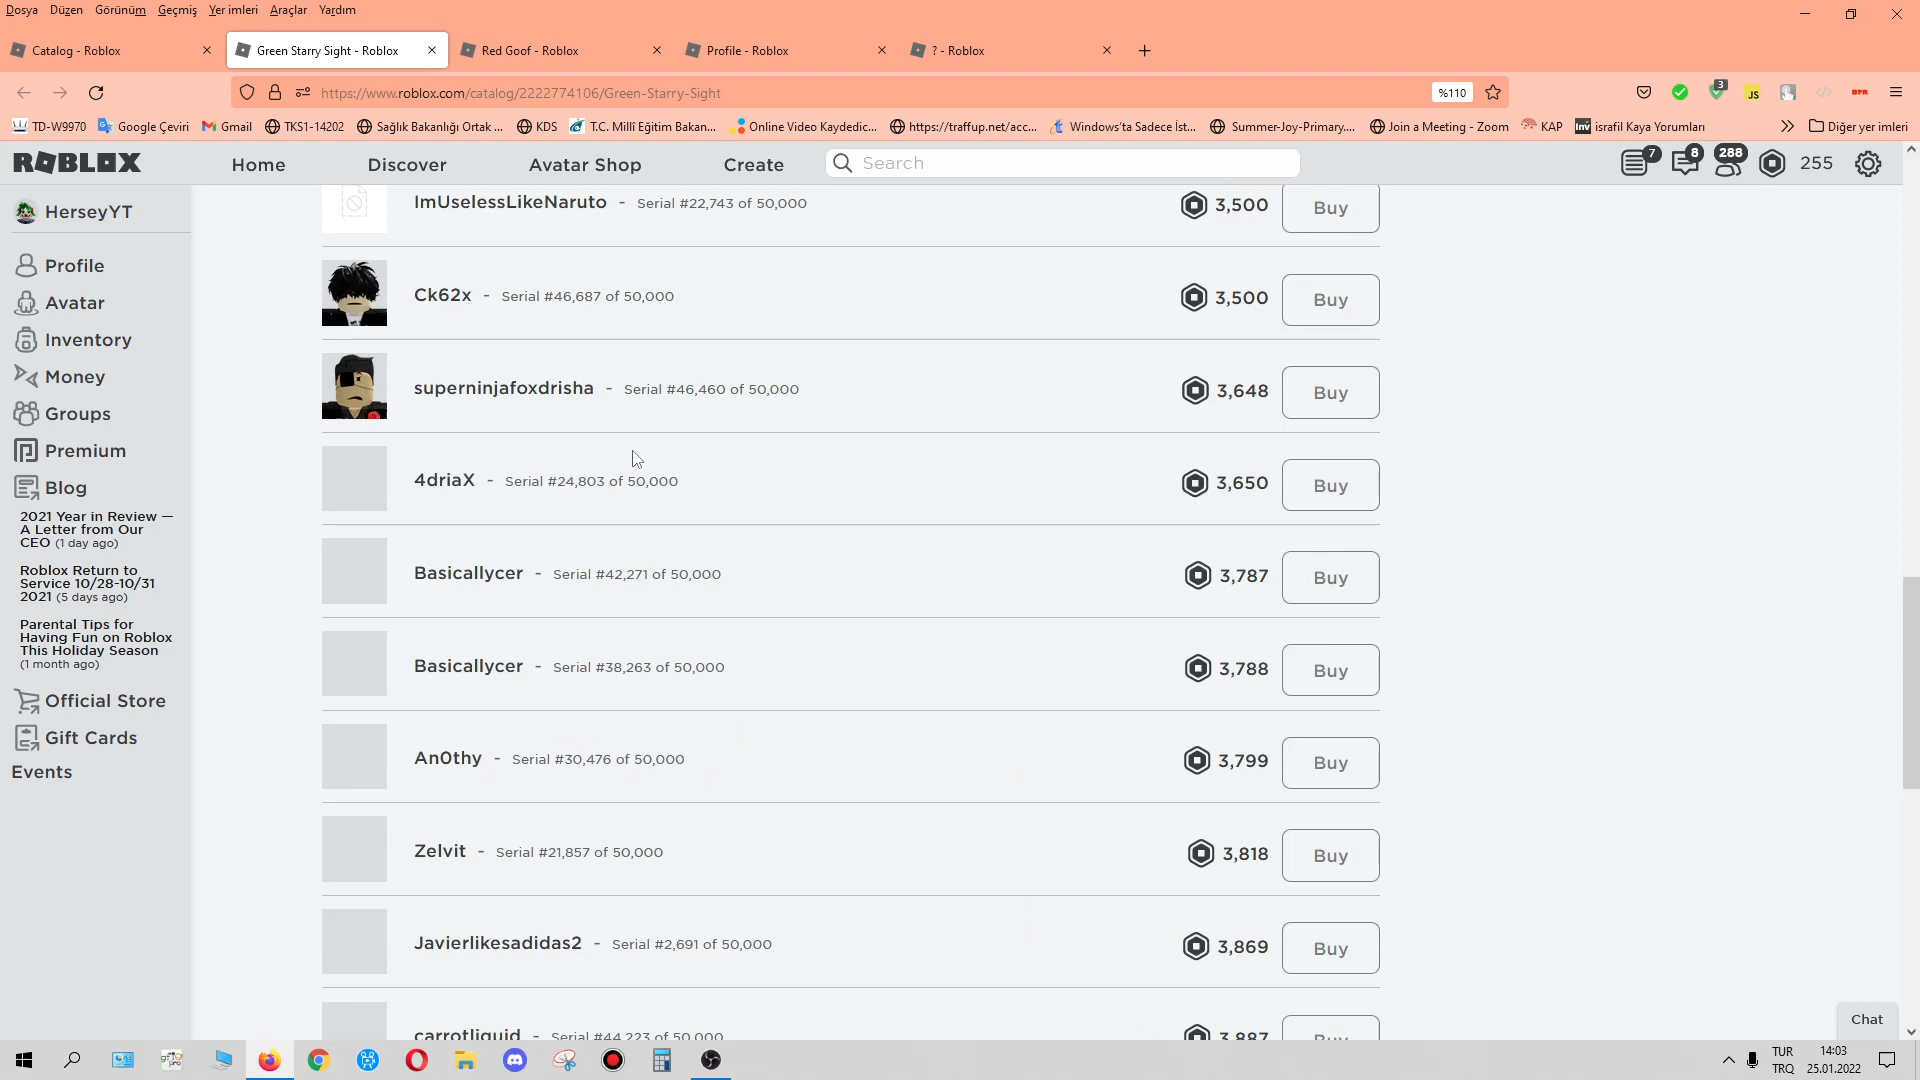 Dosya Düzen Görünüm Geçmiş Yer imleri Araçlar Yardım
Catalog - Roblox
Green Starry Sight - Roblox
Red Goof - Roblox
Profile - Roblox
? - Roblox
https://www.roblox.com/catalog/2222774106/Green-Starry-Sight
%110
3
JS
TD-W9970
Google Çeviri
Gmail
TKS1-14202
Sağlık Bakanlığı Ortak ...
KDS
T.C. Millî Eğitim Bakan...
Online Video Kaydedic...
https://traffup.net/acc...
Windows'ta Sadece İst...
Summer-Joy-Primary....
Join a Meeting - Zoom
KAP
Inv
israfil Kaya Yorumları
Diğer yer imleri
ROBLOX
Home
Discover
Avatar Shop
Create
Search
7
8
288
255
HerseyYT
Profile
Avatar
Inventory
Money
Groups
Premium
Blog
2021 Year in Review —
A Letter from Our
CEO (1 day ago)
Roblox Return to
Service 10/28-10/31
2021 (5 days ago)
Parental Tips for
Having Fun on Roblox
This Holiday Season
(1 month ago)
Official Store
Gift Cards
Events
ImUselessLikeNaruto - Serial #22,743 of 50,000 3,500 Buy
Ck62x - Serial #46,687 of 50,000 3,500 Buy
superninjafoxdrisha - Serial #46,460 of 50,000 3,648 Buy
4driaX - Serial #24,803 of 50,000 3,650 Buy
Basicallycer - Serial #42,271 of 50,000 3,787 Buy
Basicallycer - Serial #38,263 of 50,000 3,788 Buy
An0thy - Serial #30,476 of 50,000 3,799 Buy
Zelvit - Serial #21,857 of 50,000 3,818 Buy
Javierlikesadidas2 - Serial #2,691 of 50,000 3,869 Buy
carrotliquid - Serial #44,223 of 50,000 3,887 Buy
Chat
TUR
TRQ
14:03
25.01.2022